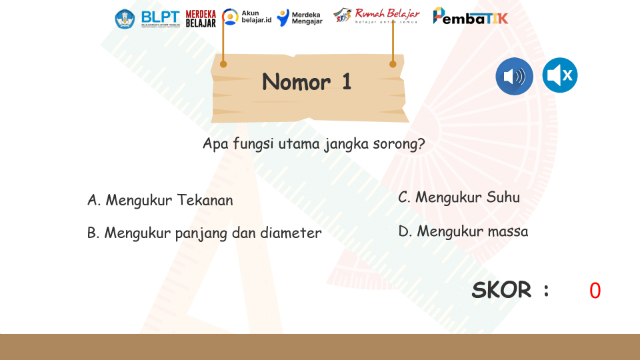 BLPT
MERDEKA
BELAJAR
Akun
belajar.id
Merdeka
Mengajar
Rumah Belajar
PembaTIK
Nomor 1
Apa fungsi utama jangka sorong?
A. Mengukur Tekanan
C. Mengukur Suhu
B. Mengukur panjang dan diameter
D. Mengukur massa
SKOR : 0